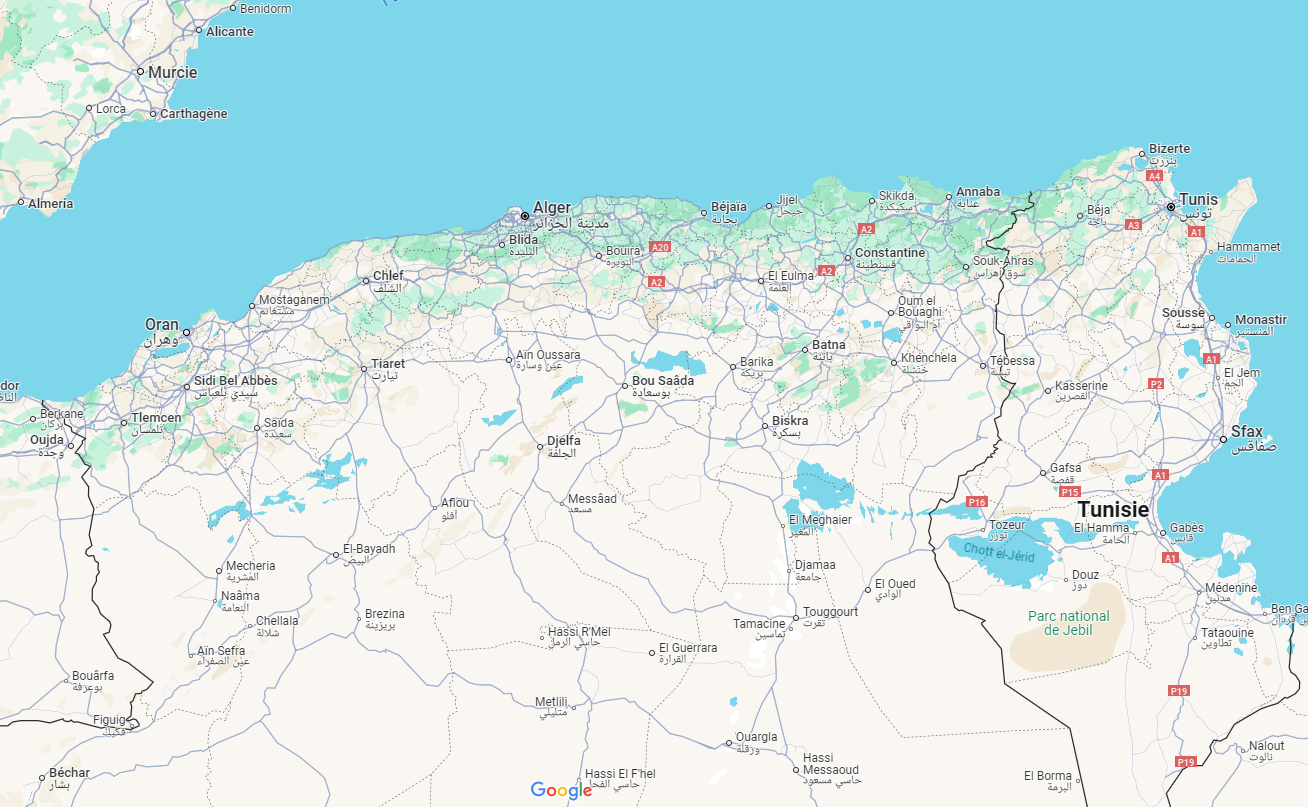 Benidorm
Alicante
Murcie
Lorca
Carthagène
Almeria
Bizerte
بنزرت
A4
Alger
مدينة الجزائر
Béjaïa
بجاية
Jijel
جيجل
Skikda
سكيكدة
Annaba
عنابة
Béja
باجة
Tunis
تونس
A3
A1
A2
Blida
البليدة
Bouira
البويرة
A20
A2
Constantine
قسنطينة
A2
Souk-Ahras
سوق أهراس
Hammamet
الحمامات
Chlef
الشلف
El Eulma
العلمة
Mostaganem
مستغانم
Oum el
Bouaghi
أم البواقي
Oran
وهران
Sousse
سوسة
Monastir
المنستير
Aïn Oussara
عين وسارة
Barika
بريكة
Batna
باتنة
Khenchela
خنشلة
Tébessa
تبسة
A1
Tiaret
تيارت
Sidi Bel Abbès
سيدي بلعباس
Bou Saâda
بوسعادة
Kasserine
القصرين
P2
El Jem
الجم
dor
Berkane
بركان
Tlemcen
تلمسان
Saïda
سعيدة
Biskra
بسكرة
Oujda
وجدة
Djelfa
الجلفة
Sfax
صفاقس
Gafsa
قفصة
A1
P15
P16
Aflou
آفلو
Messâad
مسعد
El Meghaier
المغير
Tunisie
Tozeur
توزر
El Hamma
الحامة
Gabès
قابس
Chott el-Jérid
A1
El-Bayadh
البيض
Mecheria
المشرية
Djamaa
جامعة
El Oued
الوادي
Douz
دوز
Médenine
مدنين
Naâma
النعامة
Brezina
بريزينة
Chellala
شلالة
Touggourt
تقرت
Tamacine
تماسين
Parc national
de Jebil
Ben Ga
Tataouine
تطاوين
Hassi R'Mel
حاسي الرمل
El Guerrara
القرارة
Aïn Sefra
عين الصفراء
Bouârfa
بوعرفة
Metlili
متليلي
P19
Figuig
فكيك
Ouargla
ورقلة
Nalout
نالوت
Béchar
بشار
Hassi El F'hel
حاسي الفحل
Hassi
Messaoud
حاسي مسعود
P19
El Borma
البرمة
Google